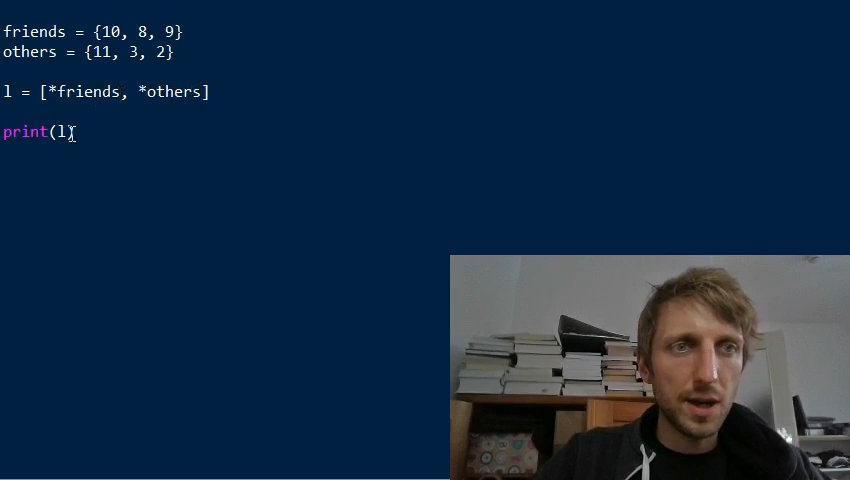 friends = {10, 8, 9}
others = {11, 3, 2}
l = [*friends, *others]
print(l)